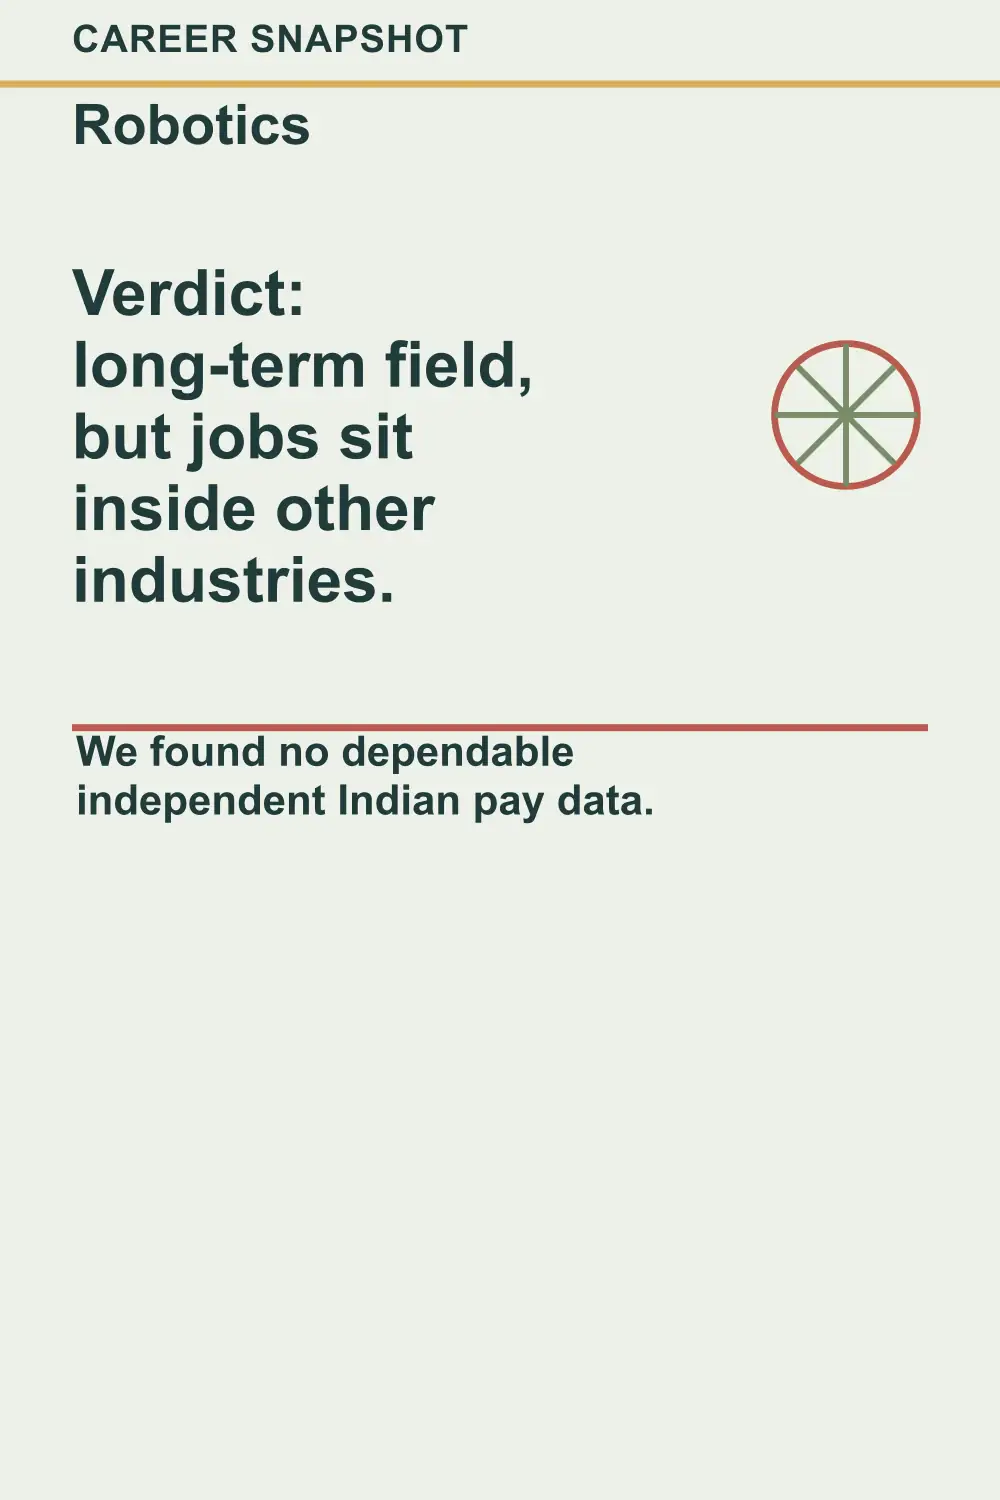 CAREER SNAPSHOT
Robotics
Verdict:
long-term field,
but jobs sit
inside other
industries.
We found no dependable
independent Indian pay data.